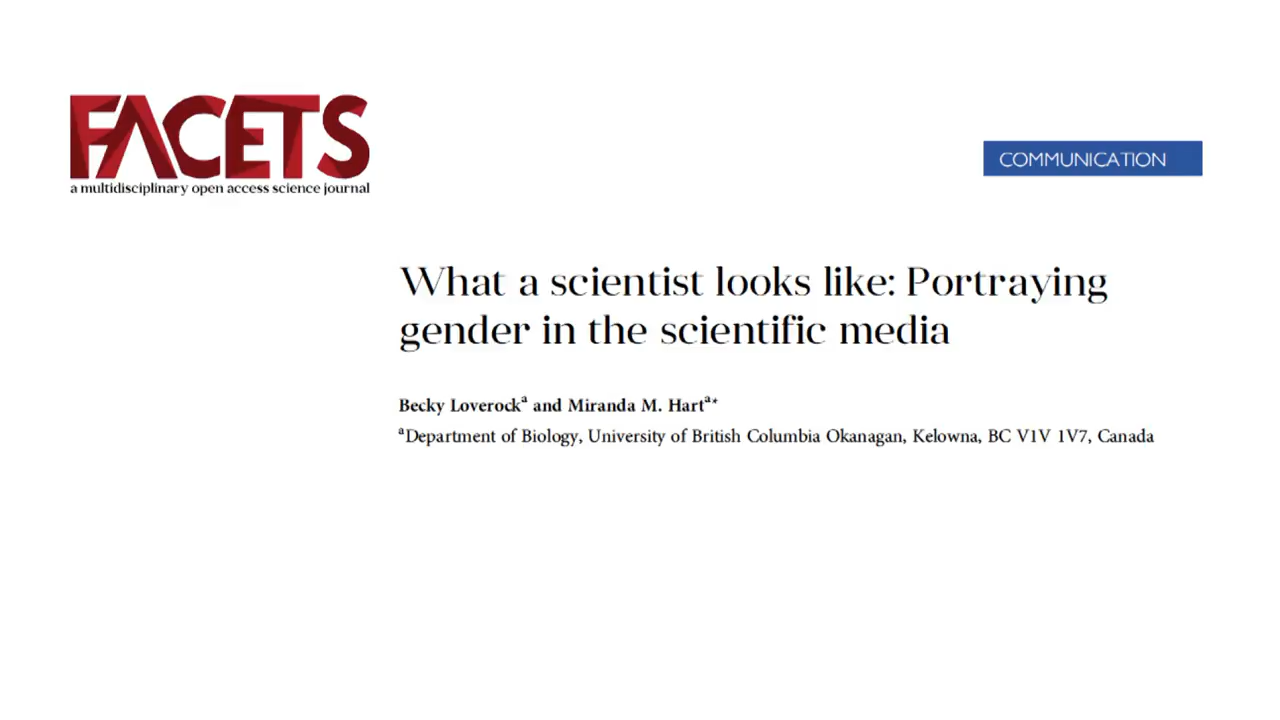 FACETS
a multidisciplinary open access science journal
COMMUNICATION
What a scientist looks like: Portraying
gender in the scientific media
Becky Loverockᵃ and Miranda M. Hartᵃ*
ᵃDepartment of Biology, University of British Columbia Okanagan, Kelowna, BC V1V 1V7, Canada